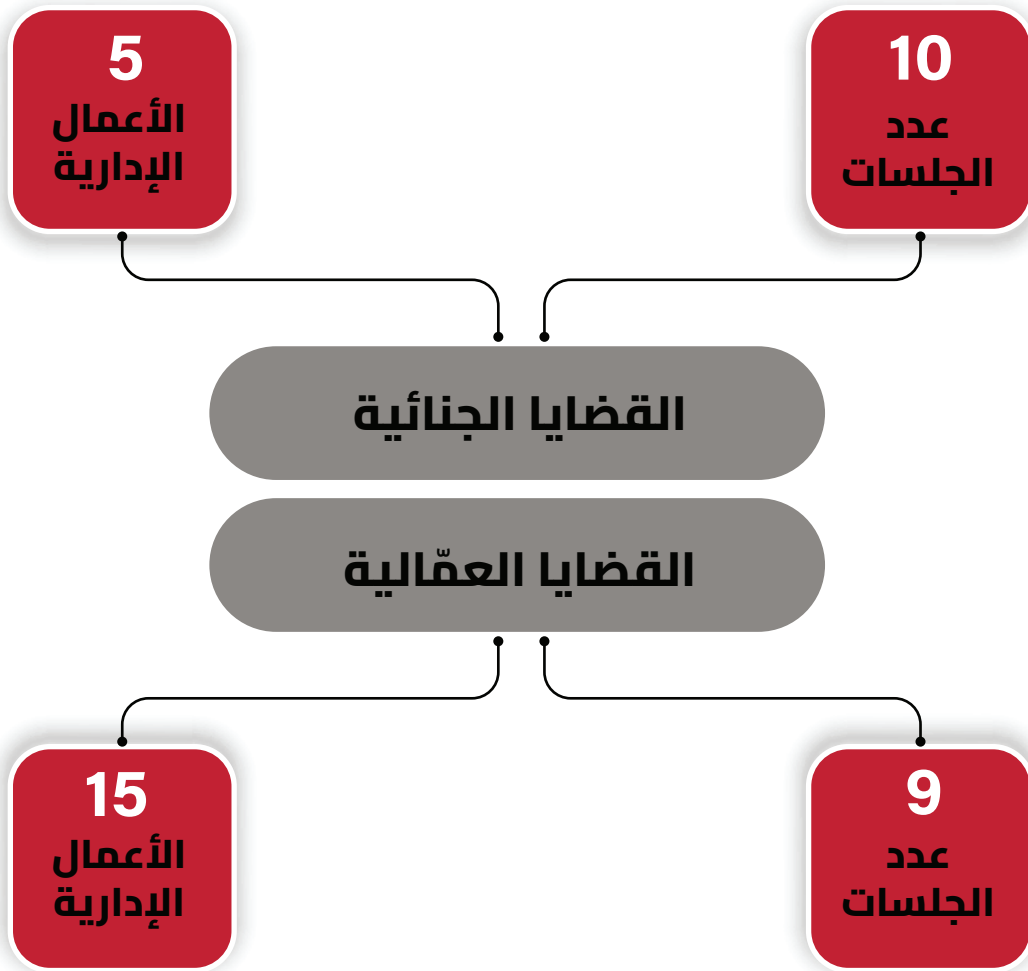 10
عدد
الجلسات
5
الأعمال
الإدارية
القضايا الجنائية
القضايا العمّالية
9
عدد
الجلسات
15
الأعمال
الإدارية